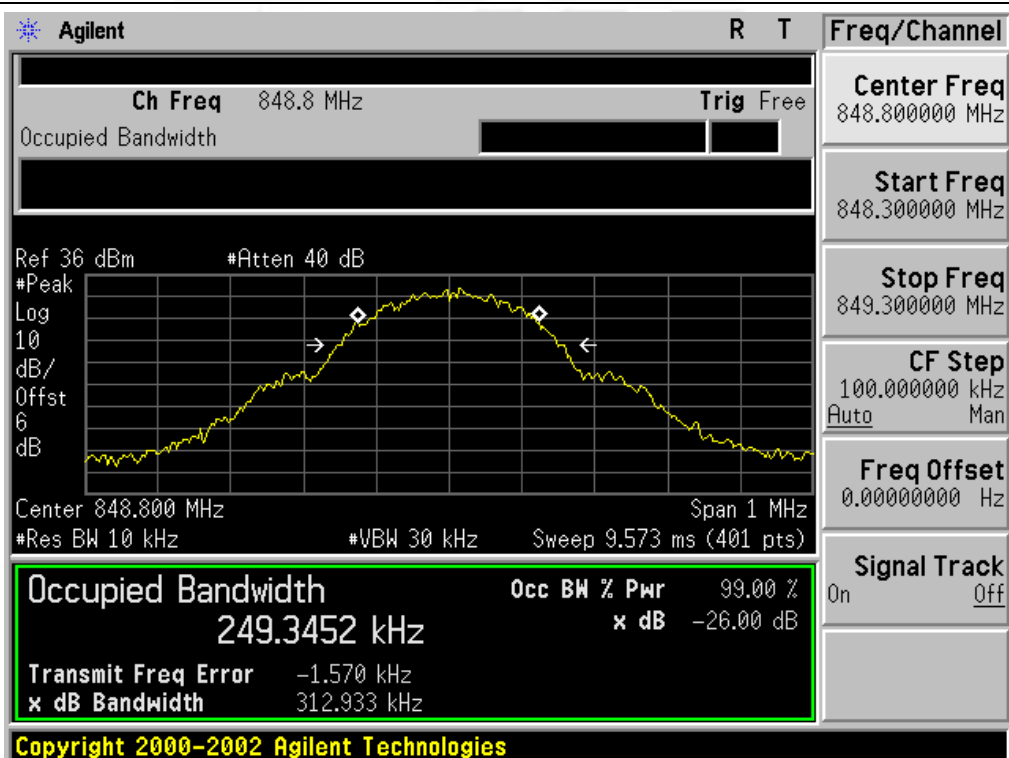 Agilent R T Freq/Channel
Ch Freq 848.8 MHz Trig Free
Occupied Bandwidth
Center Freq
848.800000 MHz
Start Freq
848.300000 MHz
Stop Freq
849.300000 MHz
CF Step
100.000000 kHz
Auto Man
Freq Offset
0.00000000 Hz
Signal Track
On Off
Ref 36 dBm #Atten 40 dB
#Peak
Log
10
dB/
Offst
6
dB
Center 848.800 MHz Span 1 MHz
#Res BW 10 kHz #VBW 30 kHz Sweep 9.573 ms (401 pts)
Occupied Bandwidth Occ BW % Pwr 99.00 %
249.3452 kHz x dB -26.00 dB
Transmit Freq Error -1.570 kHz
x dB Bandwidth 312.933 kHz
Copyright 2000-2002 Agilent Technologies